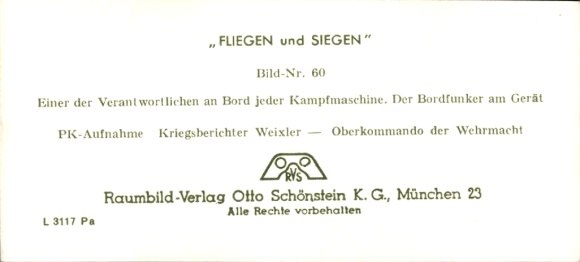 „FLIEGEN und SIEGEN"
Bild-Nr. 60
Einer der Verantwortlichen an Bord jeder Kampfmaschine. Der Bordfunker am Gerät
PK-Aufnahme Kriegsberichter Weixler — Oberkommando der Wehrmacht
RVS
Raumbild-Verlag Otto Schönstein K. G., München 23
Alle Rechte vorbehalten
L 3117 Pa